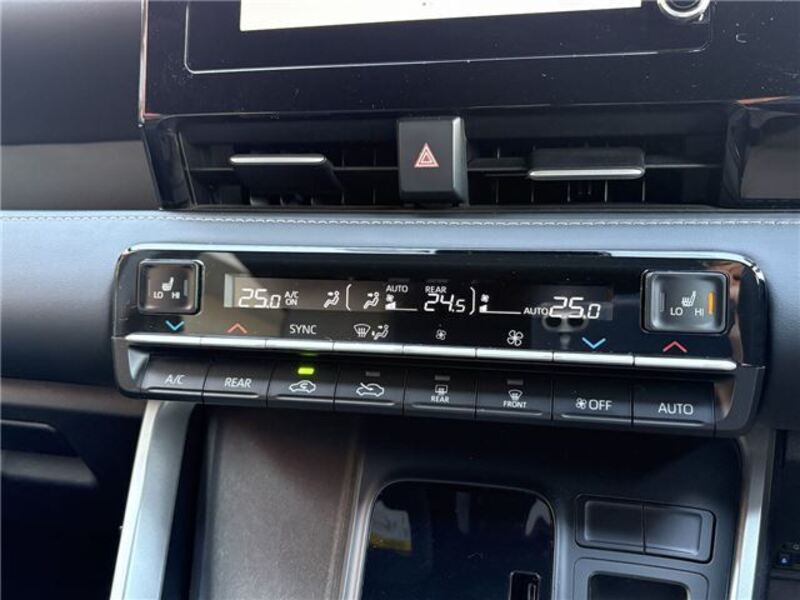 LO HI
25.0 A/C ON
AUTO REAR
24.5
AUTO 25.0
LO HI
SYNC
A/C
REAR
REAR
FRONT
OFF
AUTO